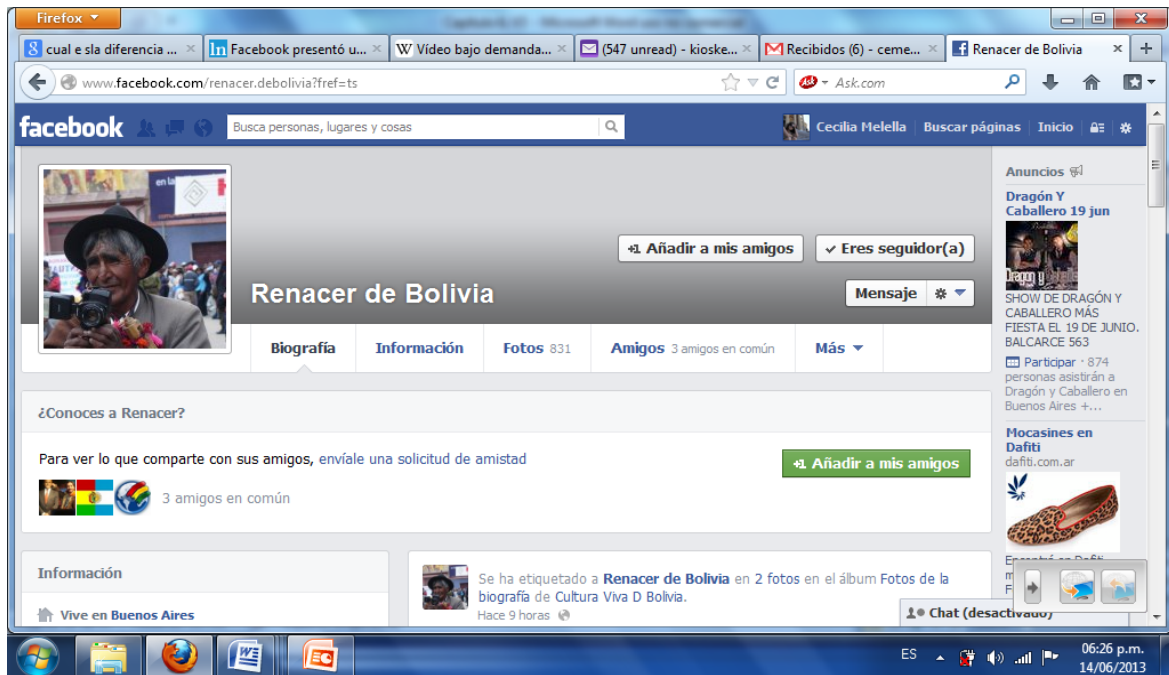 Firefox
cual e sla diferencia ...
Facebook presentó u...
W Vídeo bajo demanda...
(547 unread) - kioske...
Recibidos (6) - ceme...
Renacer de Bolivia
www.facebook.com/renacer.debolivia?fref=ts
Ask.com
facebook
Busca personas, lugares y cosas
Cecilia Melella
Buscar páginas
Inicio
en la
Renacer de Bolivia
+1 Añadir a mis amigos
✓ Eres seguidor(a)
Mensaje
Biografía
Información
Fotos 831
Amigos 3 amigos en común
Más
¿Conoces a Renacer?
Para ver lo que comparte con sus amigos, envíale una solicitud de amistad
+1 Añadir a mis amigos
3 amigos en común
Información
Vive en Buenos Aires
Se ha etiquetado a Renacer de Bolivia en 2 fotos en el álbum Fotos de la
biografía de Cultura Viva D Bolivia.
Hace 9 horas
Anuncios
Dragón Y
Caballero 19 jun
SHOW DE DRAGÓN Y
CABALLERO MÁS
FIESTA EL 19 DE JUNIO.
BALCARCE 563
Participar · 874
personas asistirán a
Dragón y Caballero en
Buenos Aires +...
Mocasines en
Dafiti
dafiti.com.ar
Chat (desactivado)
ES
06:26 p.m.
14/06/2013